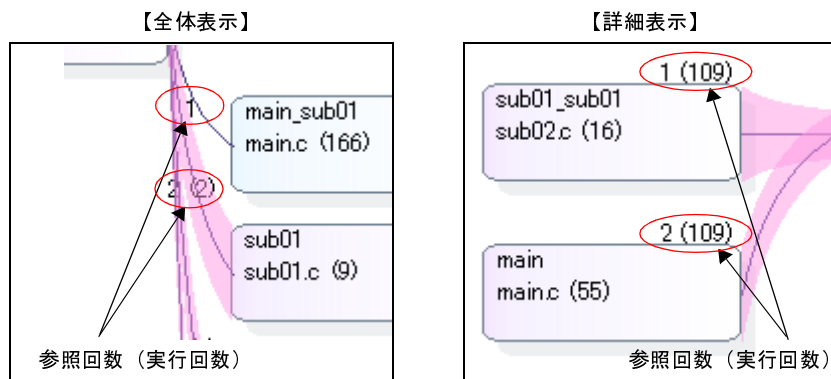 【全体表示】
1
main_sub01
main.c (166)
2 (2)
sub01
sub01.c (9)
参照回数（実行回数）
【詳細表示】
1 (109)
sub01_sub01
sub02.c (16)
2 (109)
main
main.c (55)
参照回数（実行回数）